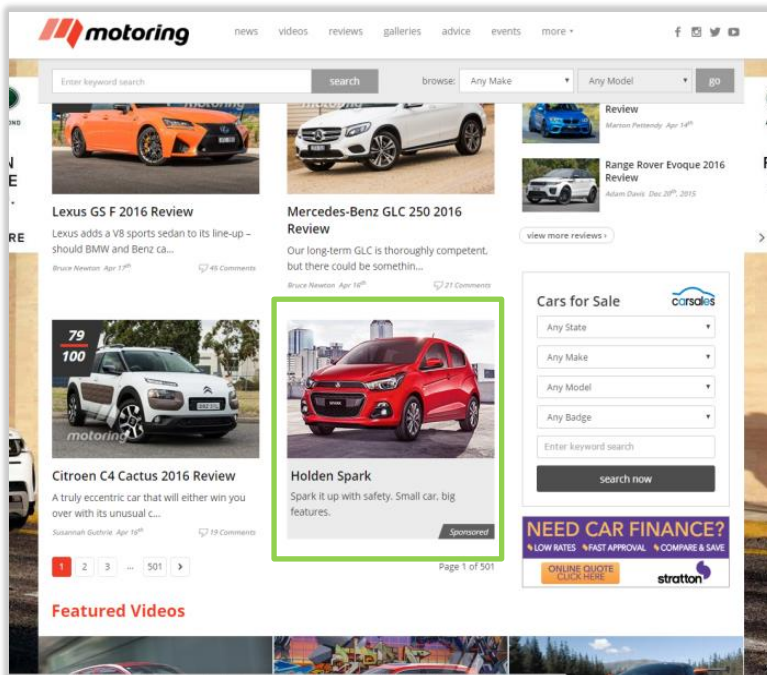 motoring
news videos reviews galleries advice events more
Enter keyword search search browse: Any Make Any Model go
Review
Marton Pettendy Apr 14th
Range Rover Evoque 2016
Review
Adam Davis Dec 20th, 2015
view more reviews ›
Lexus GS F 2016 Review
Lexus adds a V8 sports sedan to its line-up –
should BMW and Benz ca...
Bruce Newton Apr 17th 45 Comments
Mercedes-Benz GLC 250 2016
Review
Our long-term GLC is thoroughly competent,
but there could be somethin...
Bruce Newton Apr 16th 21 Comments
79
100
motoring
Citroen C4 Cactus 2016 Review
A truly eccentric car that will either win you
over with its unusual c...
Susannah Guthrie Apr 16th 19 Comments
SPARK
Holden Spark
Spark it up with safety. Small car, big
features.
Sponsored
1 2 3 ... 501 >
Page 1 of 501
Cars for Sale carsales
Any State
Any Make
Any Model
Any Badge
Enter keyword search
search now
NEED CAR FINANCE?
LOW RATES FAST APPROVAL COMPARE & SAVE
ONLINE QUOTE
CLICK HERE
stratton
Featured Videos